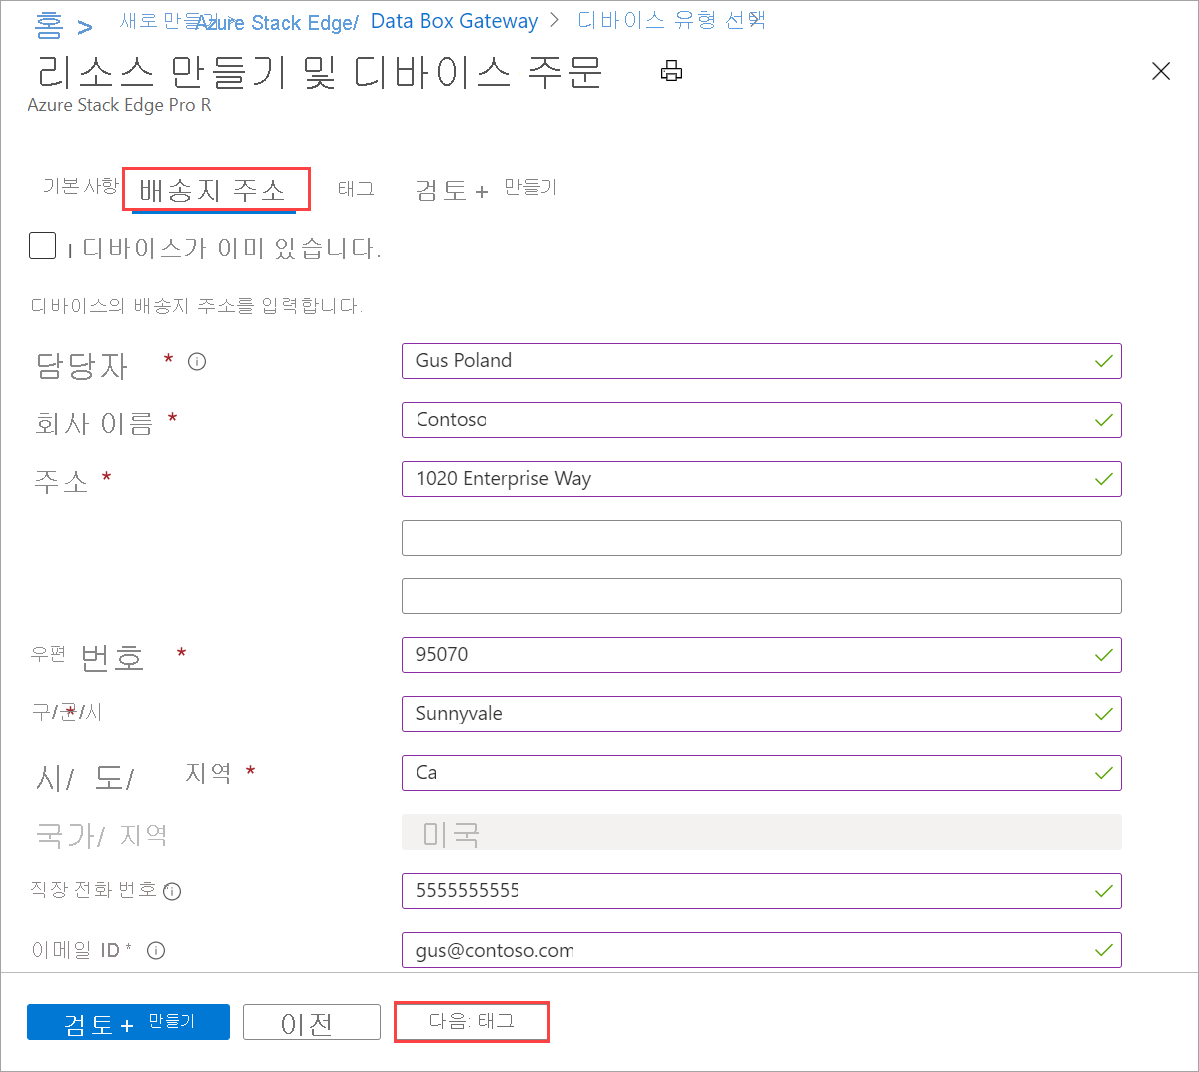 홈 > 새로 만들기 > Azure Stack Edge/ Data Box Gateway > 디바이스 유형 선택 >
리소스 만들기 및 디바이스 주문
Azure Stack Edge Pro R
기본 사항 배송지 주소 태그 검토 + 만들기
I 디바이스가 이미 있습니다.
디바이스의 배송지 주소를 입력합니다.
담당자 * Gus Poland
회사 이름 * Contoso
주소 * 1020 Enterprise Way
우편 번호 * 95070
구/군/시 * Sunnyvale
시/ 도/ 지역 * Ca
국가/ 지역 미국
직장 전화 번호 5555555555
이메일 ID * gus@contoso.com
검토 + 만들기 이전 다음: 태그